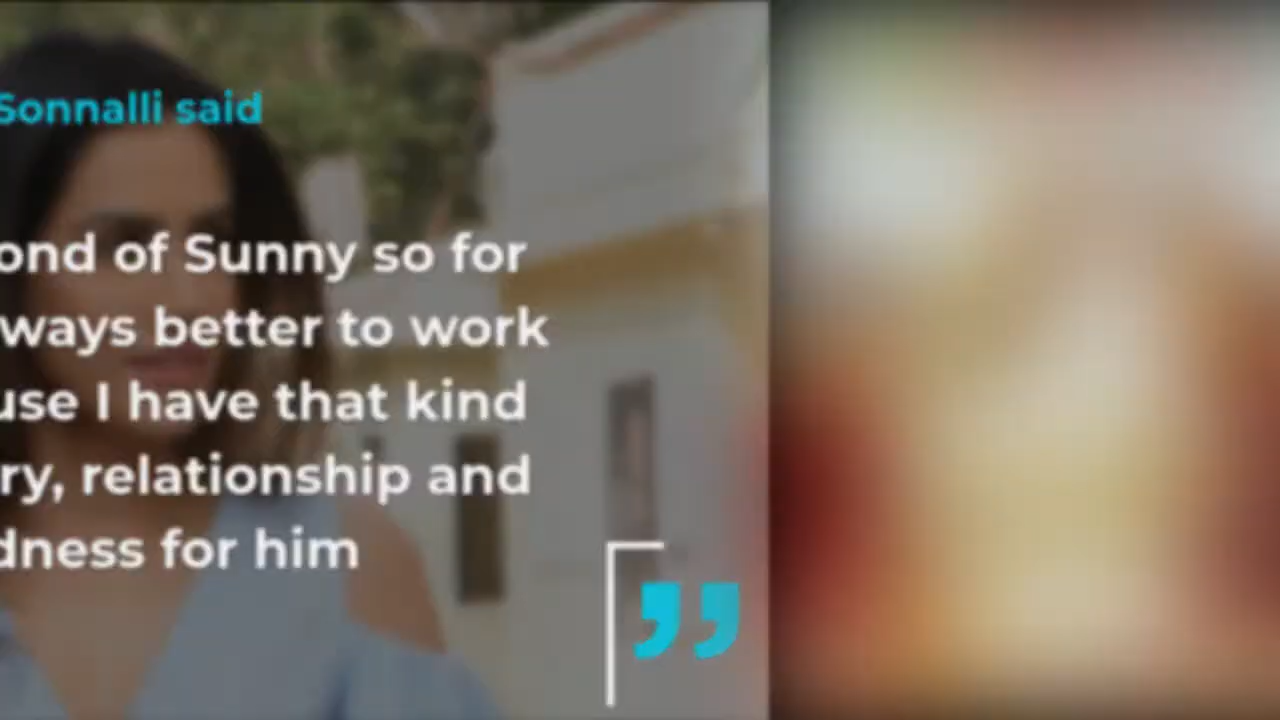 Sonnalli said
ond of Sunny so for
ways better to work
use I have that kind
ry, relationship and
dness for him
”